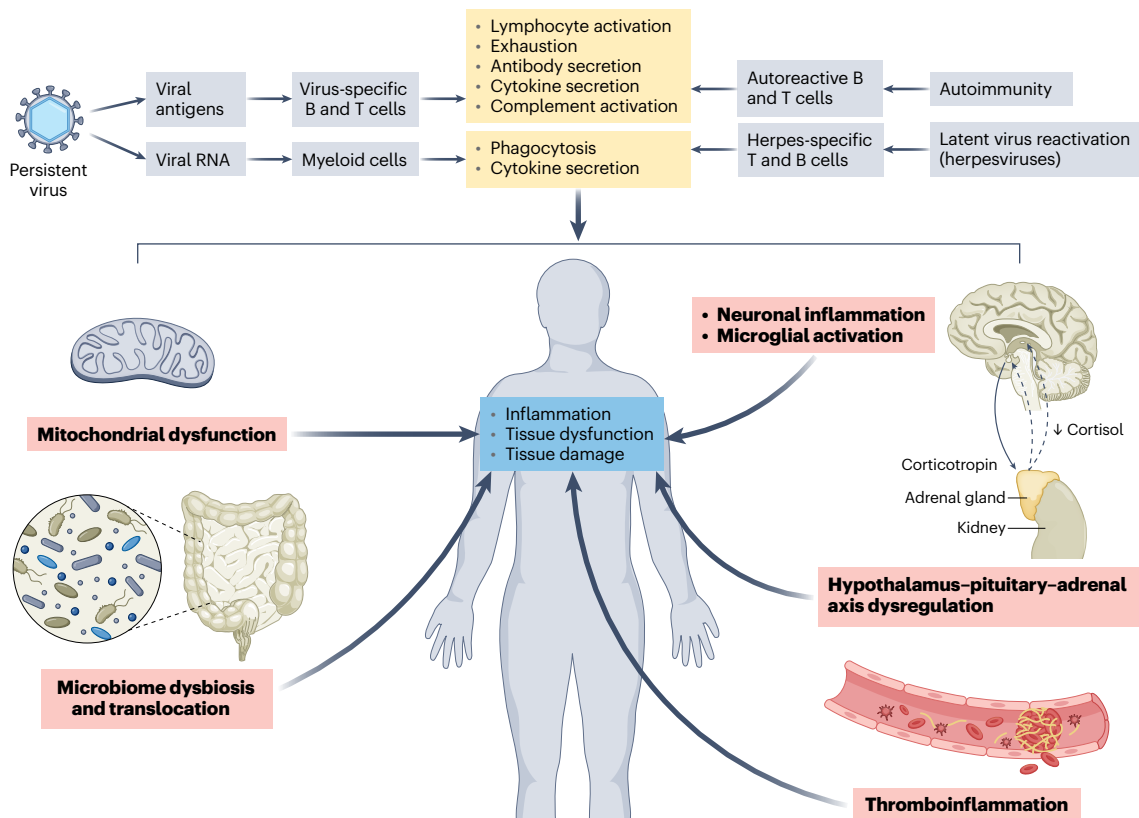 Persistent
virus
Viral
antigens
Viral RNA
Virus-specific
B and T cells
Myeloid cells
• Lymphocyte activation
• Exhaustion
• Antibody secretion
• Cytokine secretion
• Complement activation
• Phagocytosis
• Cytokine secretion
Autoreactive B
and T cells
Autoimmunity
Herpes-specific
T and B cells
Latent virus reactivation
(herpesviruses)
• Neuronal inflammation
• Microglial activation
Mitochondrial dysfunction
• Inflammation
• Tissue dysfunction
• Tissue damage
↓ Cortisol
Corticotropin
Adrenal gland
Kidney
Hypothalamus–pituitary–adrenal
axis dysregulation
Microbiome dysbiosis
and translocation
Thromboinflammation